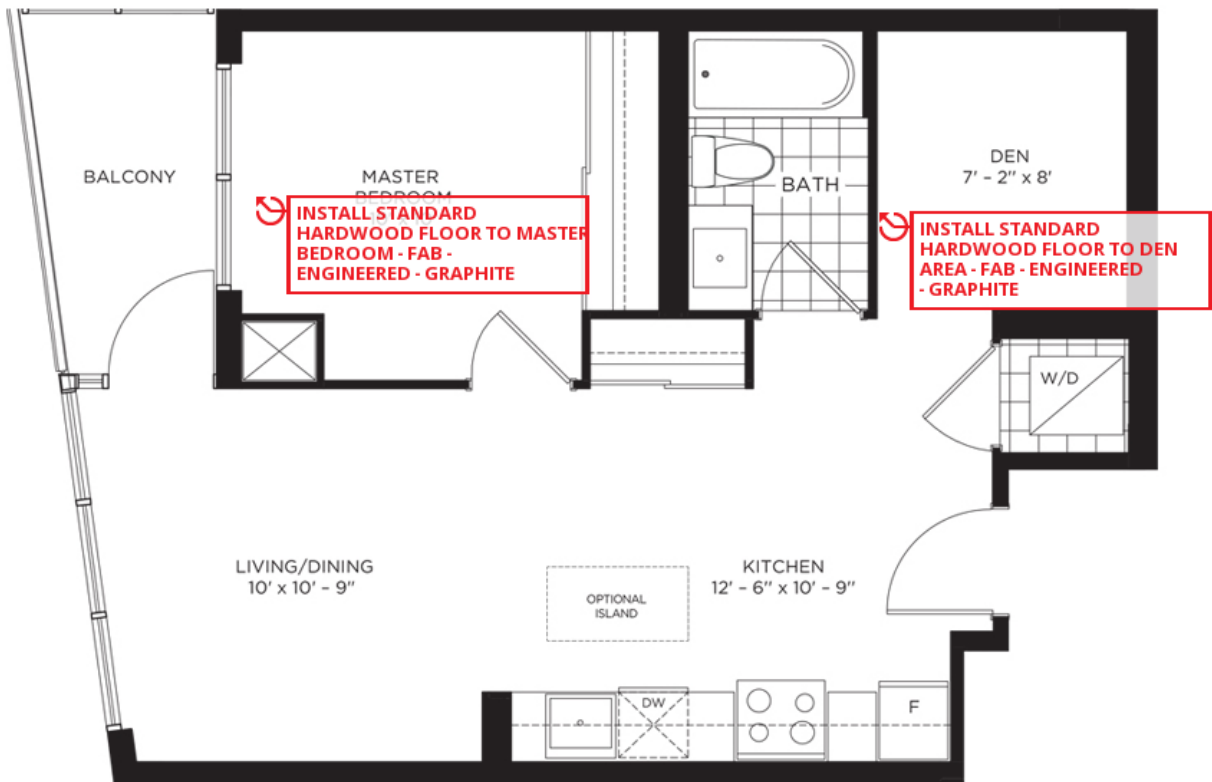 BALCONY
MASTER
BEDROOM
INSTALL STANDARD
HARDWOOD FLOOR TO MASTER
BEDROOM - FAB -
ENGINEERED - GRAPHITE
BATH
DEN
7' - 2" x 8'
INSTALL STANDARD
HARDWOOD FLOOR TO DEN
AREA - FAB - ENGINEERED
- GRAPHITE
W/D
LIVING/DINING
10' x 10' - 9"
OPTIONAL
ISLAND
KITCHEN
12' - 6" x 10' - 9"
DW
F